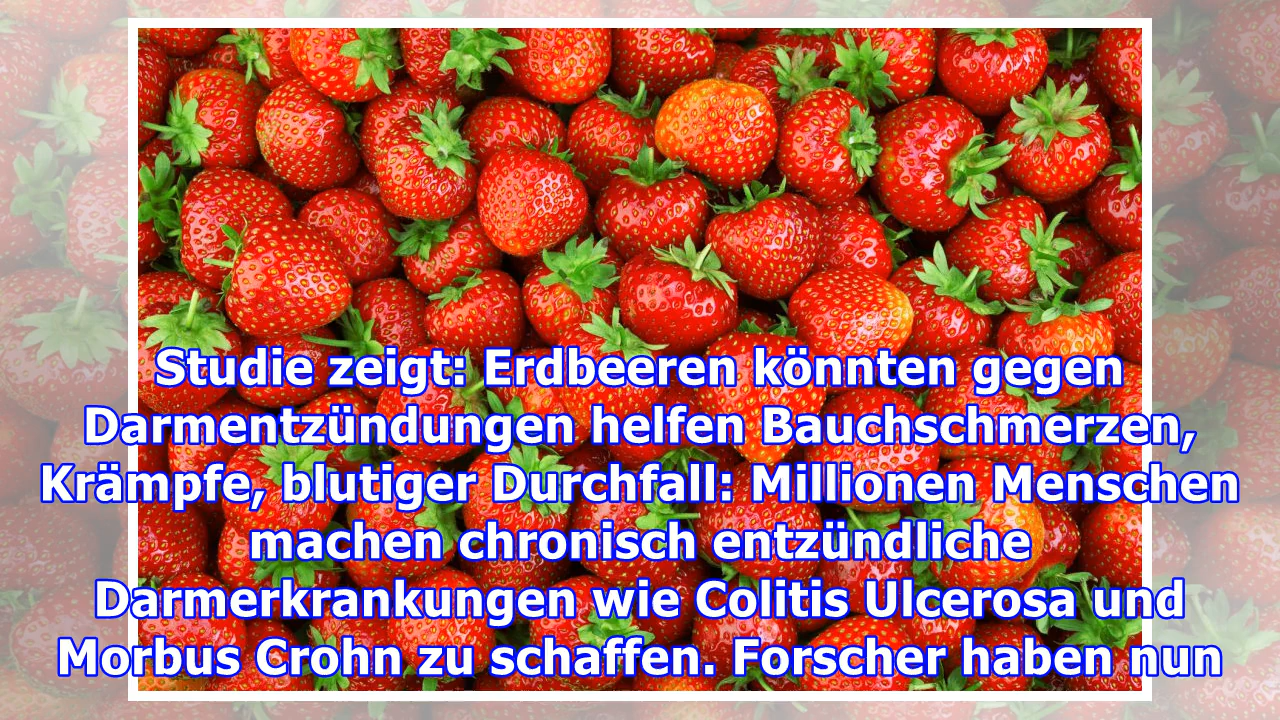 Studie zeigt: Erdbeeren könnten gegen
Darmentzündungen helfen Bauchschmerzen,
Krämpfe, blutiger Durchfall: Millionen Menschen
machen chronisch entzündliche
Darmerkrankungen wie Colitis Ulcerosa und
Morbus Crohn zu schaffen. Forscher haben nun